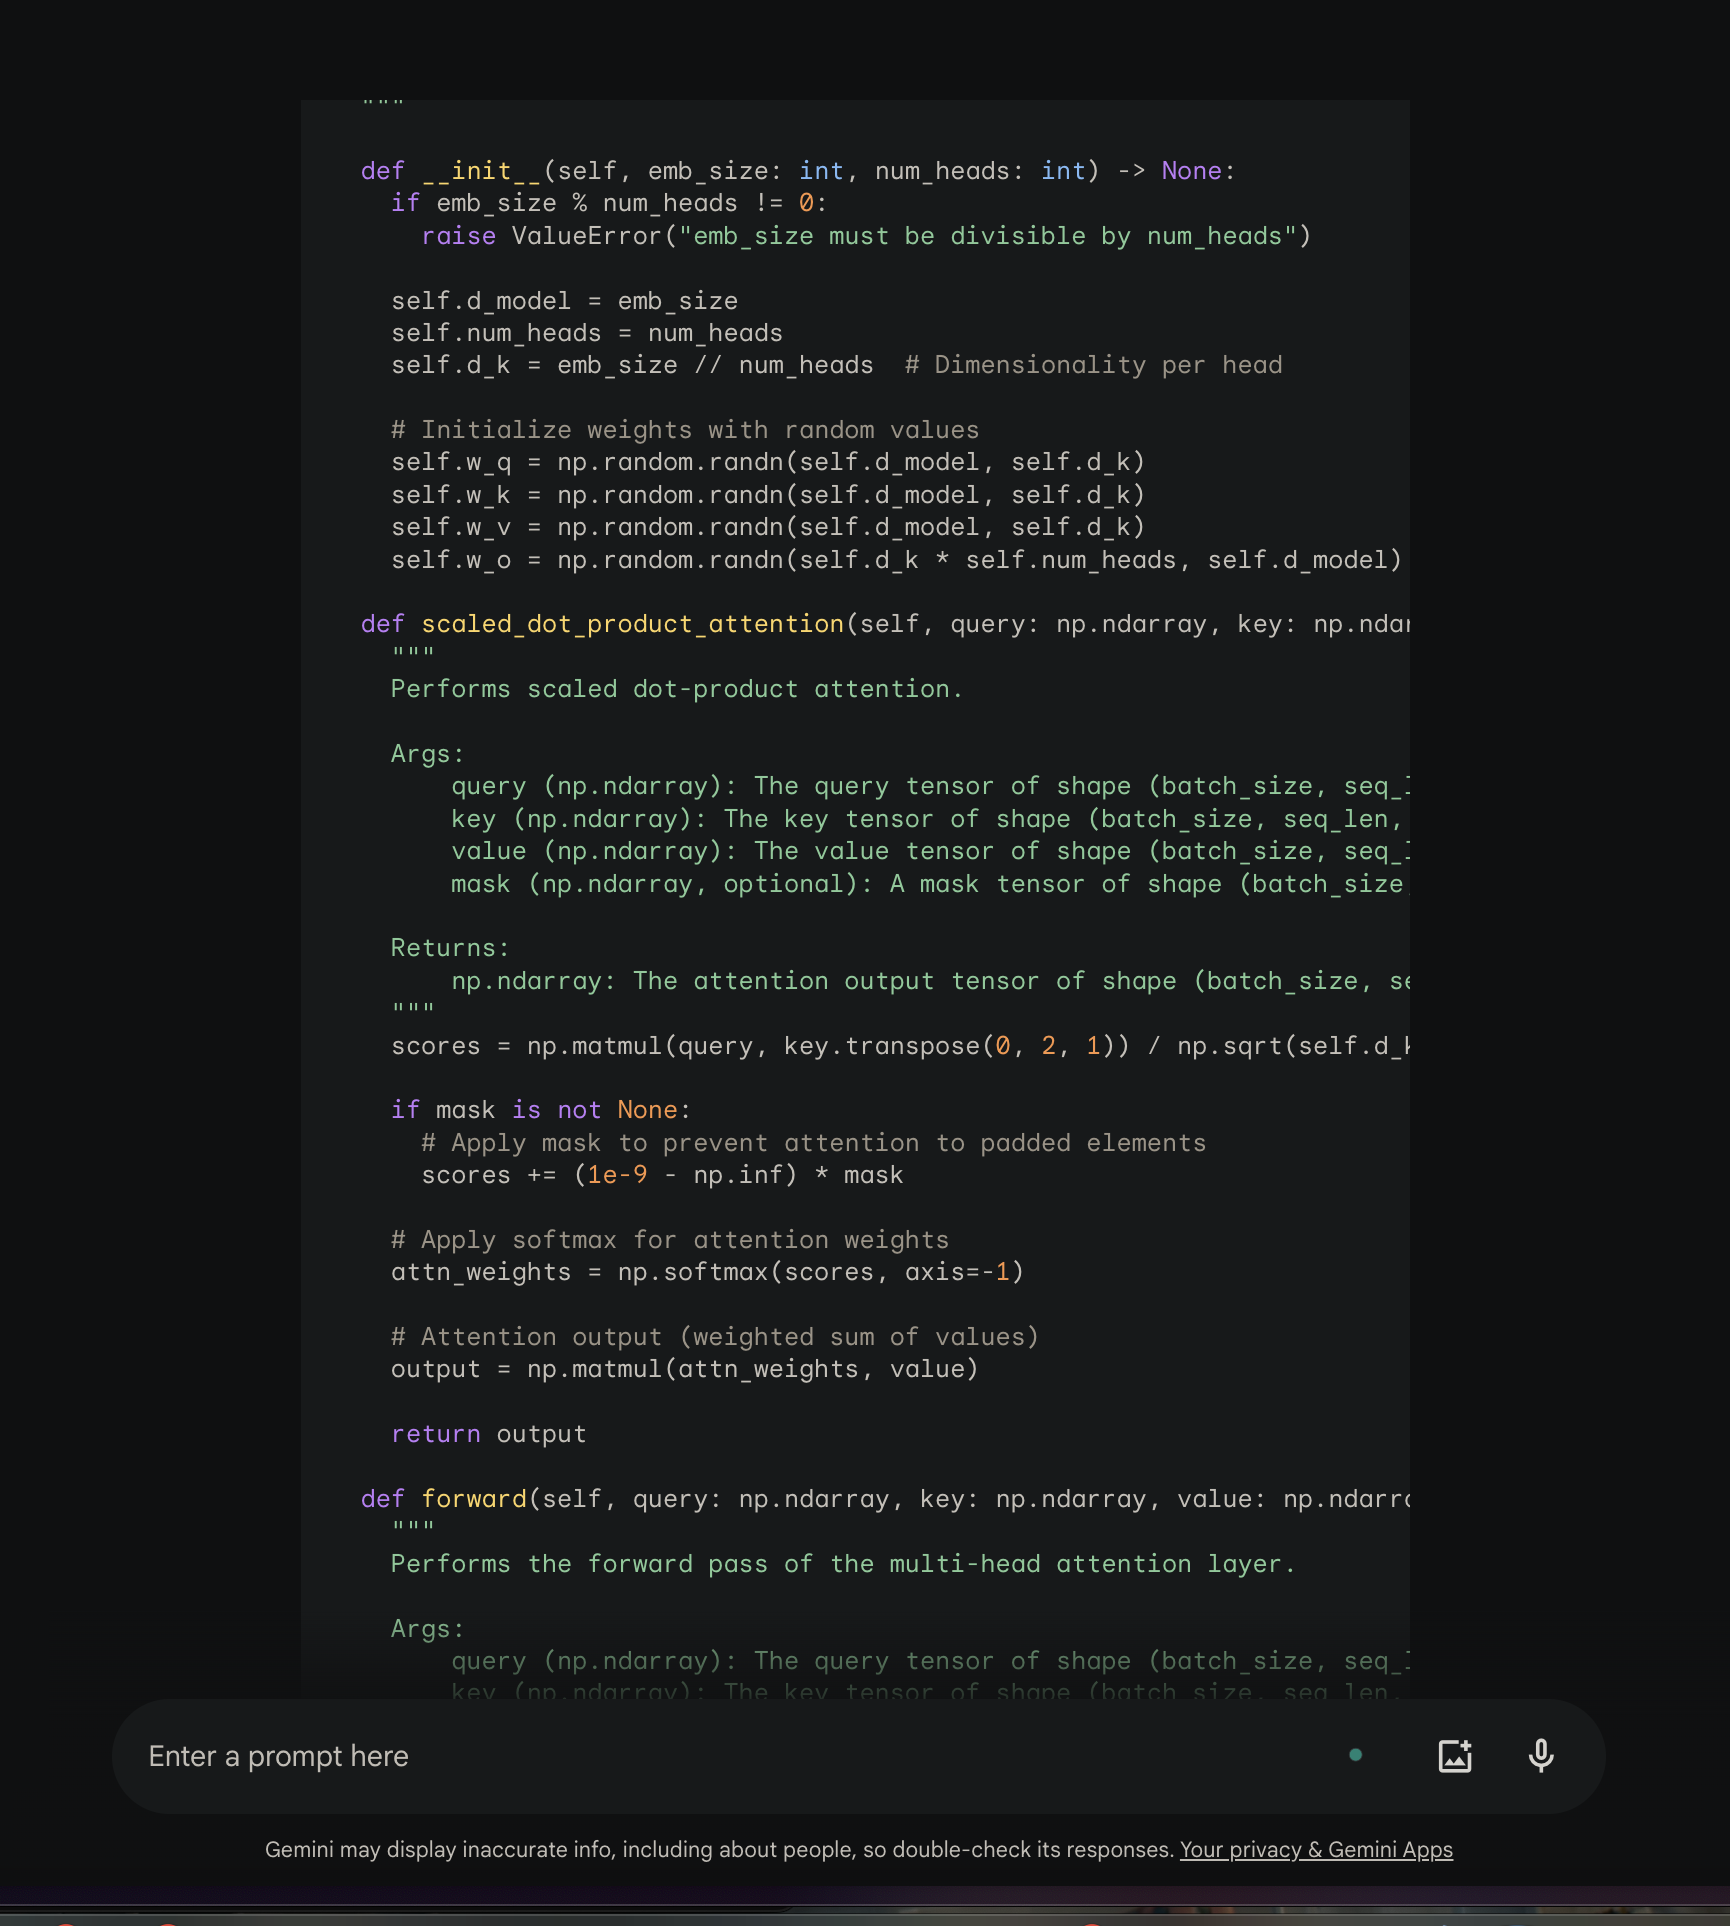 """
def __init__(self, emb_size: int, num_heads: int) -> None:
if emb_size % num_heads != 0:
raise ValueError("emb_size must be divisible by num_heads")
self.d_model = emb_size
self.num_heads = num_heads
self.d_k = emb_size // num_heads  # Dimensionality per head
# Initialize weights with random values
self.w_q = np.random.randn(self.d_model, self.d_k)
self.w_k = np.random.randn(self.d_model, self.d_k)
self.w_v = np.random.randn(self.d_model, self.d_k)
self.w_o = np.random.randn(self.d_k * self.num_heads, self.d_model)
def scaled_dot_product_attention(self, query: np.ndarray, key: np.ndar
"""
Performs scaled dot-product attention.
Args:
query (np.ndarray): The query tensor of shape (batch_size, seq_l
key (np.ndarray): The key tensor of shape (batch_size, seq_len,
value (np.ndarray): The value tensor of shape (batch_size, seq_l
mask (np.ndarray, optional): A mask tensor of shape (batch_size,
Returns:
np.ndarray: The attention output tensor of shape (batch_size, se
"""
scores = np.matmul(query, key.transpose(0, 2, 1)) / np.sqrt(self.d_k
if mask is not None:
# Apply mask to prevent attention to padded elements
scores += (1e-9 - np.inf) * mask
# Apply softmax for attention weights
attn_weights = np.softmax(scores, axis=-1)
# Attention output (weighted sum of values)
output = np.matmul(attn_weights, value)
return output
def forward(self, query: np.ndarray, key: np.ndarray, value: np.ndarra
"""
Performs the forward pass of the multi-head attention layer.
Args:
query (np.ndarray): The query tensor of shape (batch_size, seq_l
key (np.ndarray): The key tensor of shape (batch_size, seq_len,
Enter a prompt here
Gemini may display inaccurate info, including about people, so double-check its responses. Your privacy & Gemini Apps